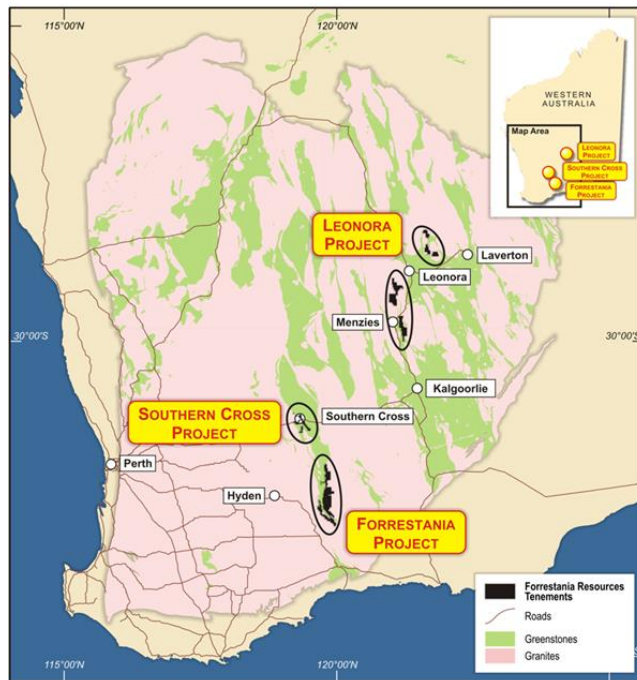 115°00'E
120°00'E
WESTERN
AUSTRALIA
Map Area
LEONORA
PROJECT
SOUTHERN CROSS
PROJECT
FORRESTANIA
PROJECT
LEONORA
PROJECT
Laverton
Leonora
Menzies
30°00'S
30°00'S
Kalgoorlie
SOUTHERN CROSS
PROJECT
Southern Cross
Perth
Hyden
FORRESTANIA
PROJECT
Forrestania Resources
Tenements
Roads
Greenstones
Granites
115°00'E
120°00'E